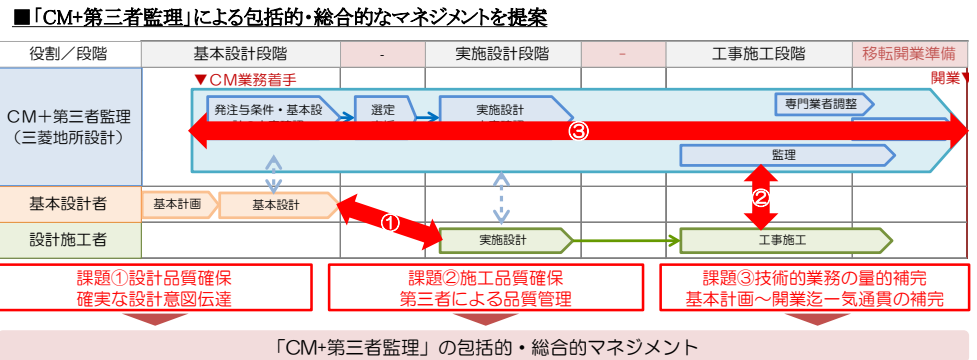 ■「CM+第三者監理」による包括的・総合的なマネジメントを提案
役割／段階
基本設計段階
-
実施設計段階
-
工事施工段階
移転開業準備
▼CM業務着手
開業▼
CM＋第三者監理
（三菱地所設計）
発注与条件・基本設
選定
実施設計
専門業者調整
③
監理
②
基本設計者
基本計画
基本設計
①
設計施工者
実施設計
工事施工
課題①設計品質確保
確実な設計意図伝達
課題②施工品質確保
第三者による品質管理
課題③技術的業務の量的補完
基本計画～開業迄一気通貫の補完
「CM+第三者監理」の包括的・総合的マネジメント